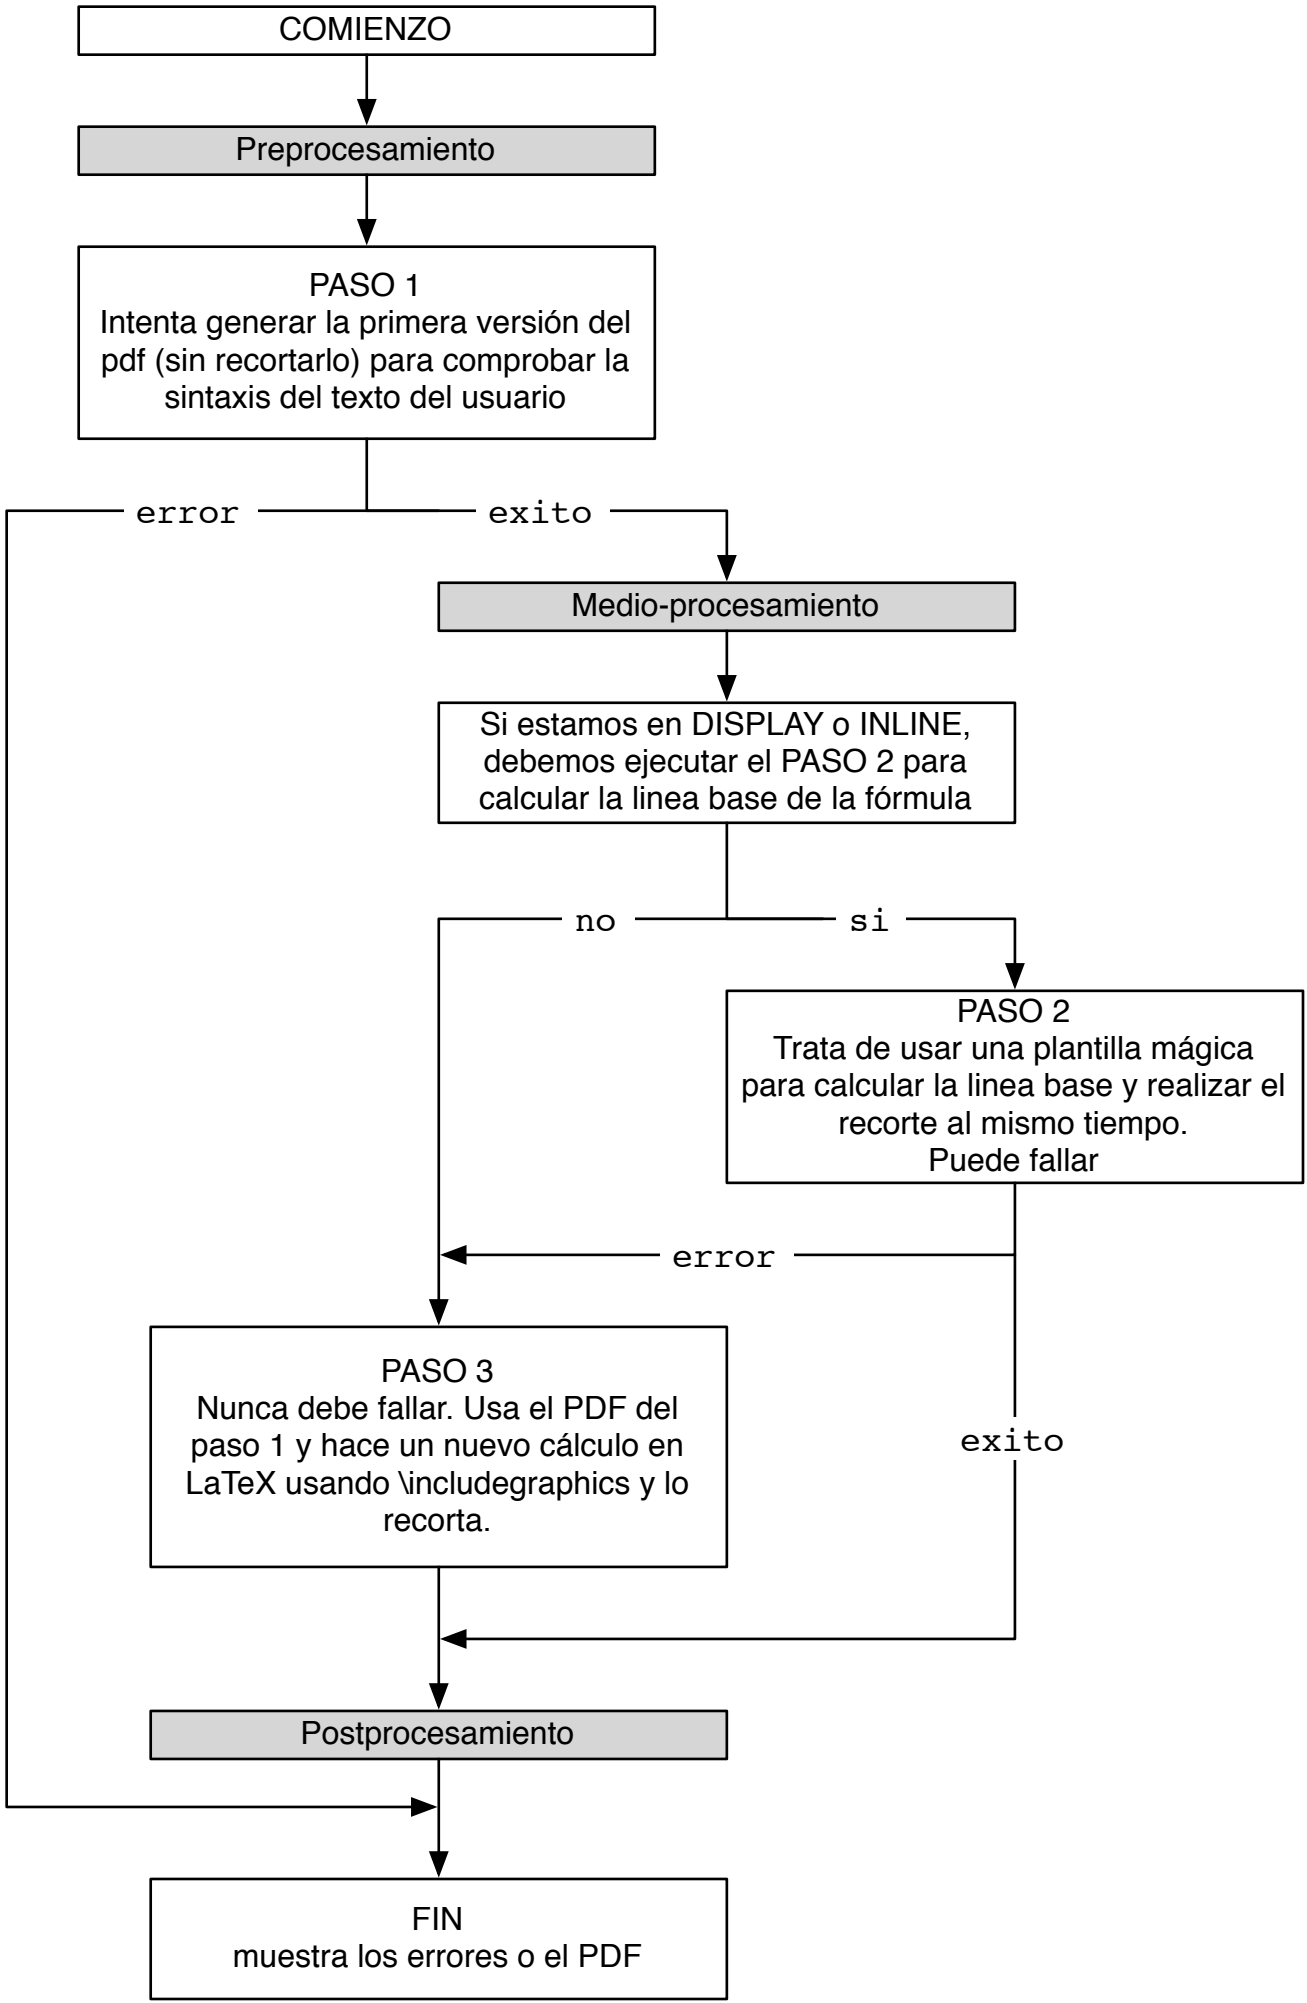 COMIENZO
Preprocesamiento
PASO 1
Intenta generar la primera versión del
pdf (sin recortarlo) para comprobar la
sintaxis del texto del usuario
error
exito
Medio-procesamiento
Si estamos en DISPLAY o INLINE,
debemos ejecutar el PASO 2 para
calcular la linea base de la fórmula
no
si
PASO 2
Trata de usar una plantilla mágica
para calcular la linea base y realizar el
recorte al mismo tiempo.
Puede fallar
error
PASO 3
Nunca debe fallar. Usa el PDF del
paso 1 y hace un nuevo cálculo en
LaTeX usando \includegraphics y lo
recorta.
exito
Postprocesamiento
FIN
muestra los errores o el PDF